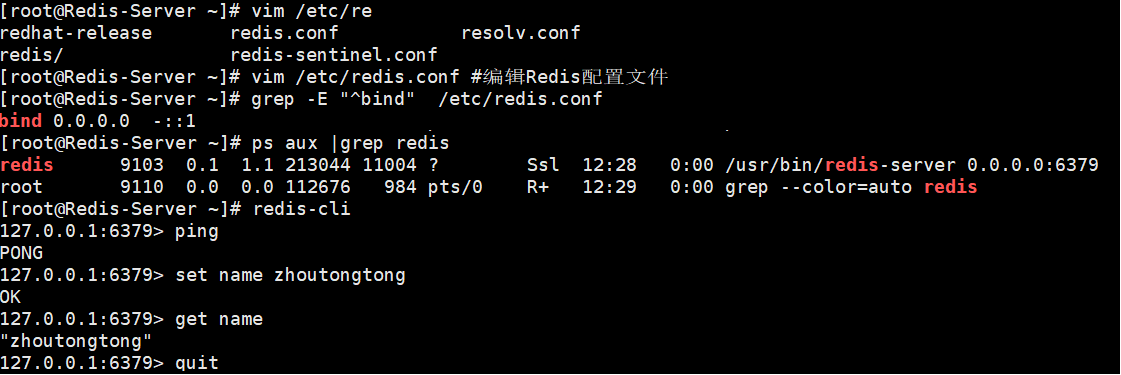 [root@Redis-Server ~]# vim /etc/re
redhat-release redis.conf resolv.conf
redis/ redis-sentinel.conf
[root@Redis-Server ~]# vim /etc/redis.conf #编辑Redis配置文件
[root@Redis-Server ~]# grep -E "^bind" /etc/redis.conf
bind 0.0.0.0 -::1
[root@Redis-Server ~]# ps aux |grep redis
redis 9103 0.1 1.1 213044 11004 ? Ssl 12:28 0:00 /usr/bin/redis-server 0.0.0.0:6379
root 9110 0.0 0.0 112676 984 pts/0 R+ 12:29 0:00 grep --color=auto redis
[root@Redis-Server ~]# redis-cli
127.0.0.1:6379> ping
PONG
127.0.0.1:6379> set name zhoutongtong
OK
127.0.0.1:6379> get name
"zhoutongtong"
127.0.0.1:6379> quit